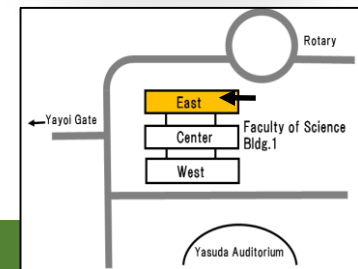 Rotary
East
Yayoi Gate
Center
Faculty of Science
Bldg.1
West
Yasuda Auditorium